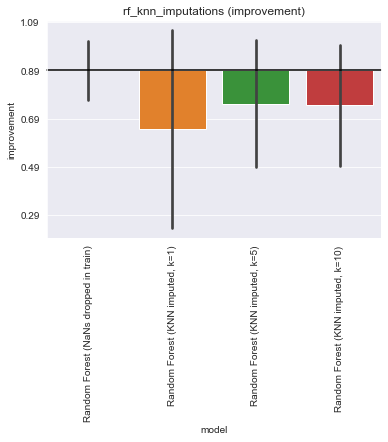 rf_knn_imputations (improvement)
1.09
0.89
0.69
0.49
0.29
improvement
Random Forest (NaNs dropped in train)
Random Forest (KNN imputed, k=1)
Random Forest (KNN imputed, k=5)
Random Forest (KNN imputed, k=10)
model